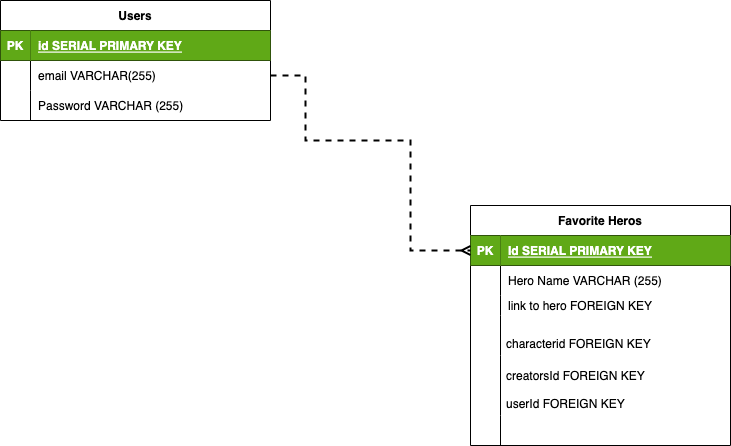 Users
PK id SERIAL PRIMARY KEY
email VARCHAR(255)
Password VARCHAR (255)
Favorite Heros
PK id SERIAL PRIMARY KEY
Hero Name VARCHAR (255)
link to hero FOREIGN KEY
characterid FOREIGN KEY
creatorsId FOREIGN KEY
userId FOREIGN KEY